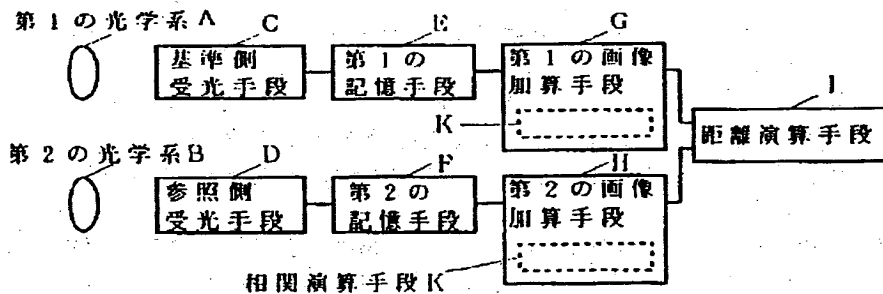 第1の光学系A
C
E
G
基準側
受光手段
第1の
記憶手段
第1の画像
加算手段
K
I
距離演算手段
第2の光学系B
D
F
H
参照側
受光手段
第2の
記憶手段
第2の画像
加算手段
相関演算手段K